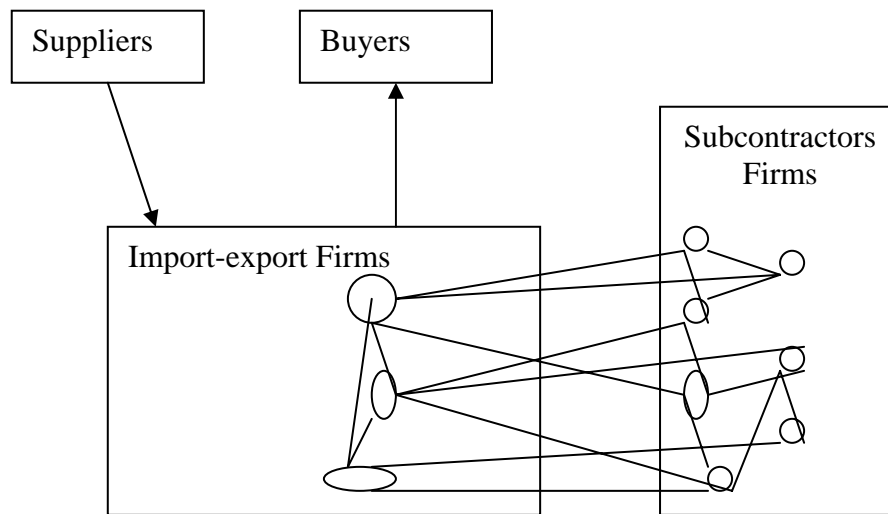 Suppliers
Buyers
Subcontractors
Firms
Import-export Firms